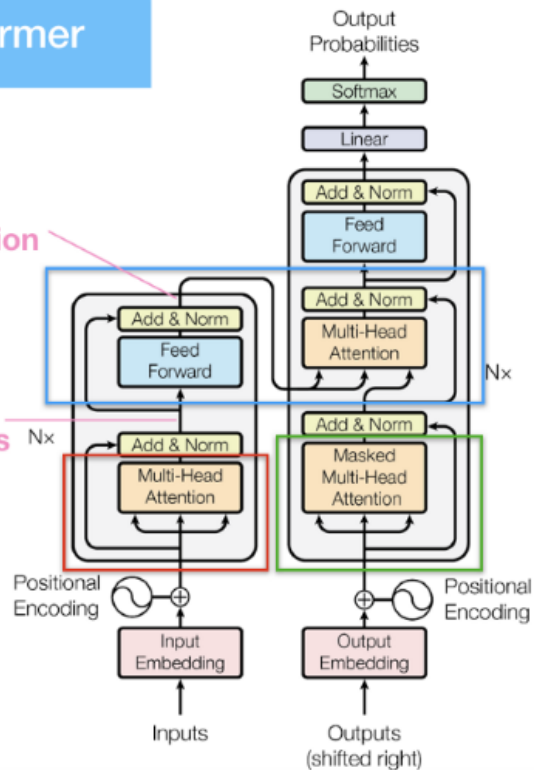 Output
Probabilities
Softmax
Linear
Add & Norm
Feed
Forward
Add & Norm
Multi-Head
Attention
Nx
Add & Norm
Masked
Multi-Head
Attention
Add & Norm
Feed
Forward
Nx
Add & Norm
Multi-Head
Attention
Positional
Encoding
Positional
Encoding
Input
Embedding
Output
Embedding
Inputs
Outputs
(shifted right)